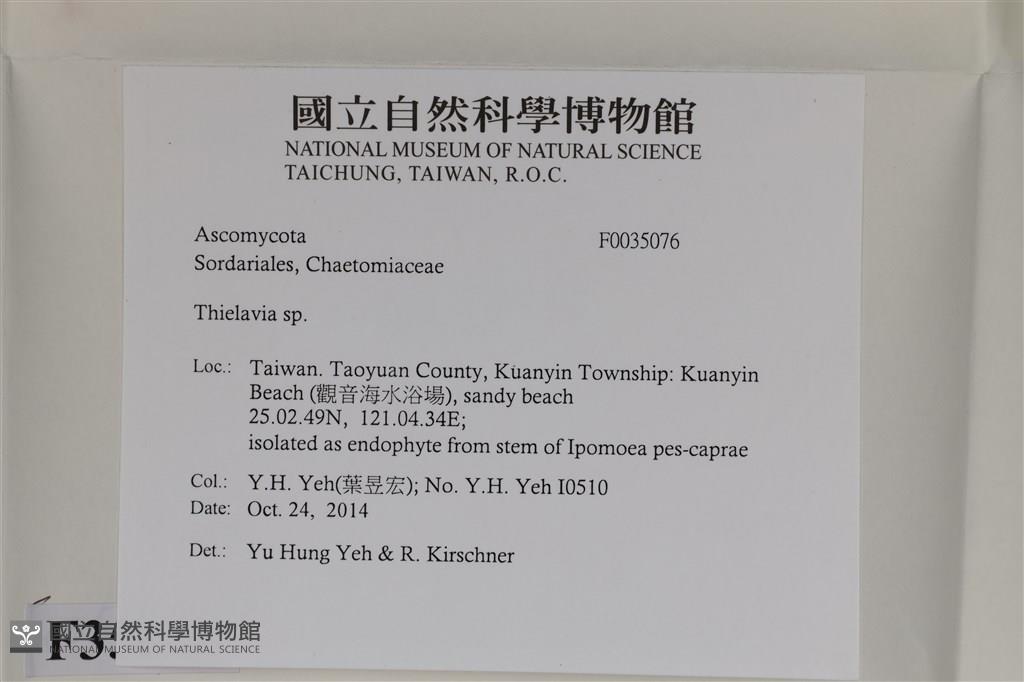 國立自然科學博物館
NATIONAL MUSEUM OF NATURAL SCIENCE
TAICHUNG, TAIWAN, R.O.C.
Ascomycota F0035076
Sordariales, Chaetomiaceae
Thielavia sp.
Loc.: Taiwan. Taoyuan County, Kuanyin Township: Kuanyin
Beach (觀音海水浴場), sandy beach
25.02.49N, 121.04.34E;
isolated as endophyte from stem of Ipomoea pes-caprae
Col.: Y.H. Yeh(葉昱宏); No. Y.H. Yeh I0510
Date: Oct. 24, 2014
Det.: Yu Hung Yeh & R. Kirschner
國立自然科學博物館
NATIONAL MUSEUM OF NATURAL SCIENCE